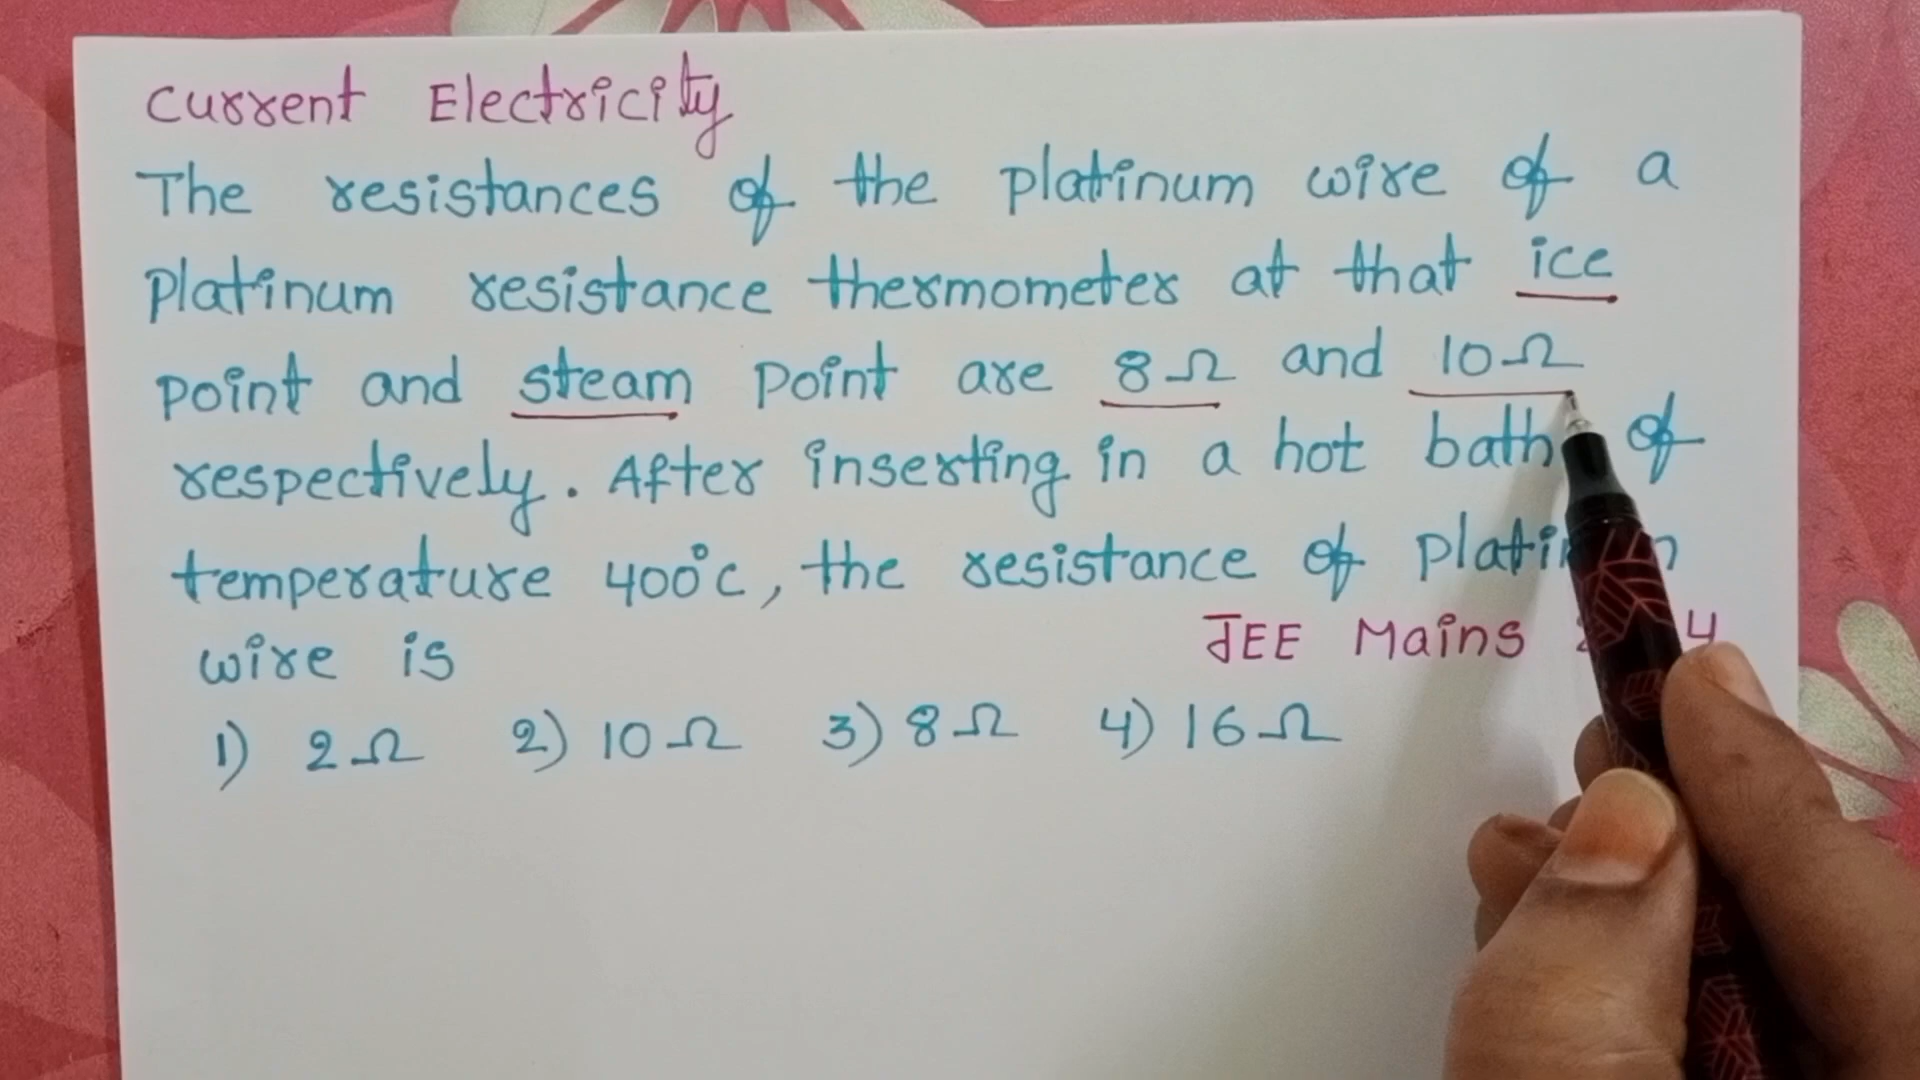 Current Electricity
The resistances of the platinum wire of a
platinum resistance thermometer at that ice
point and steam point are 8Ω and 10Ω
respectively. After inserting in a hot bath of
temperature 400°C, the resistance of
wire is
JEE Mains
1) 2Ω 2) 10Ω 3) 8Ω 4) 16Ω